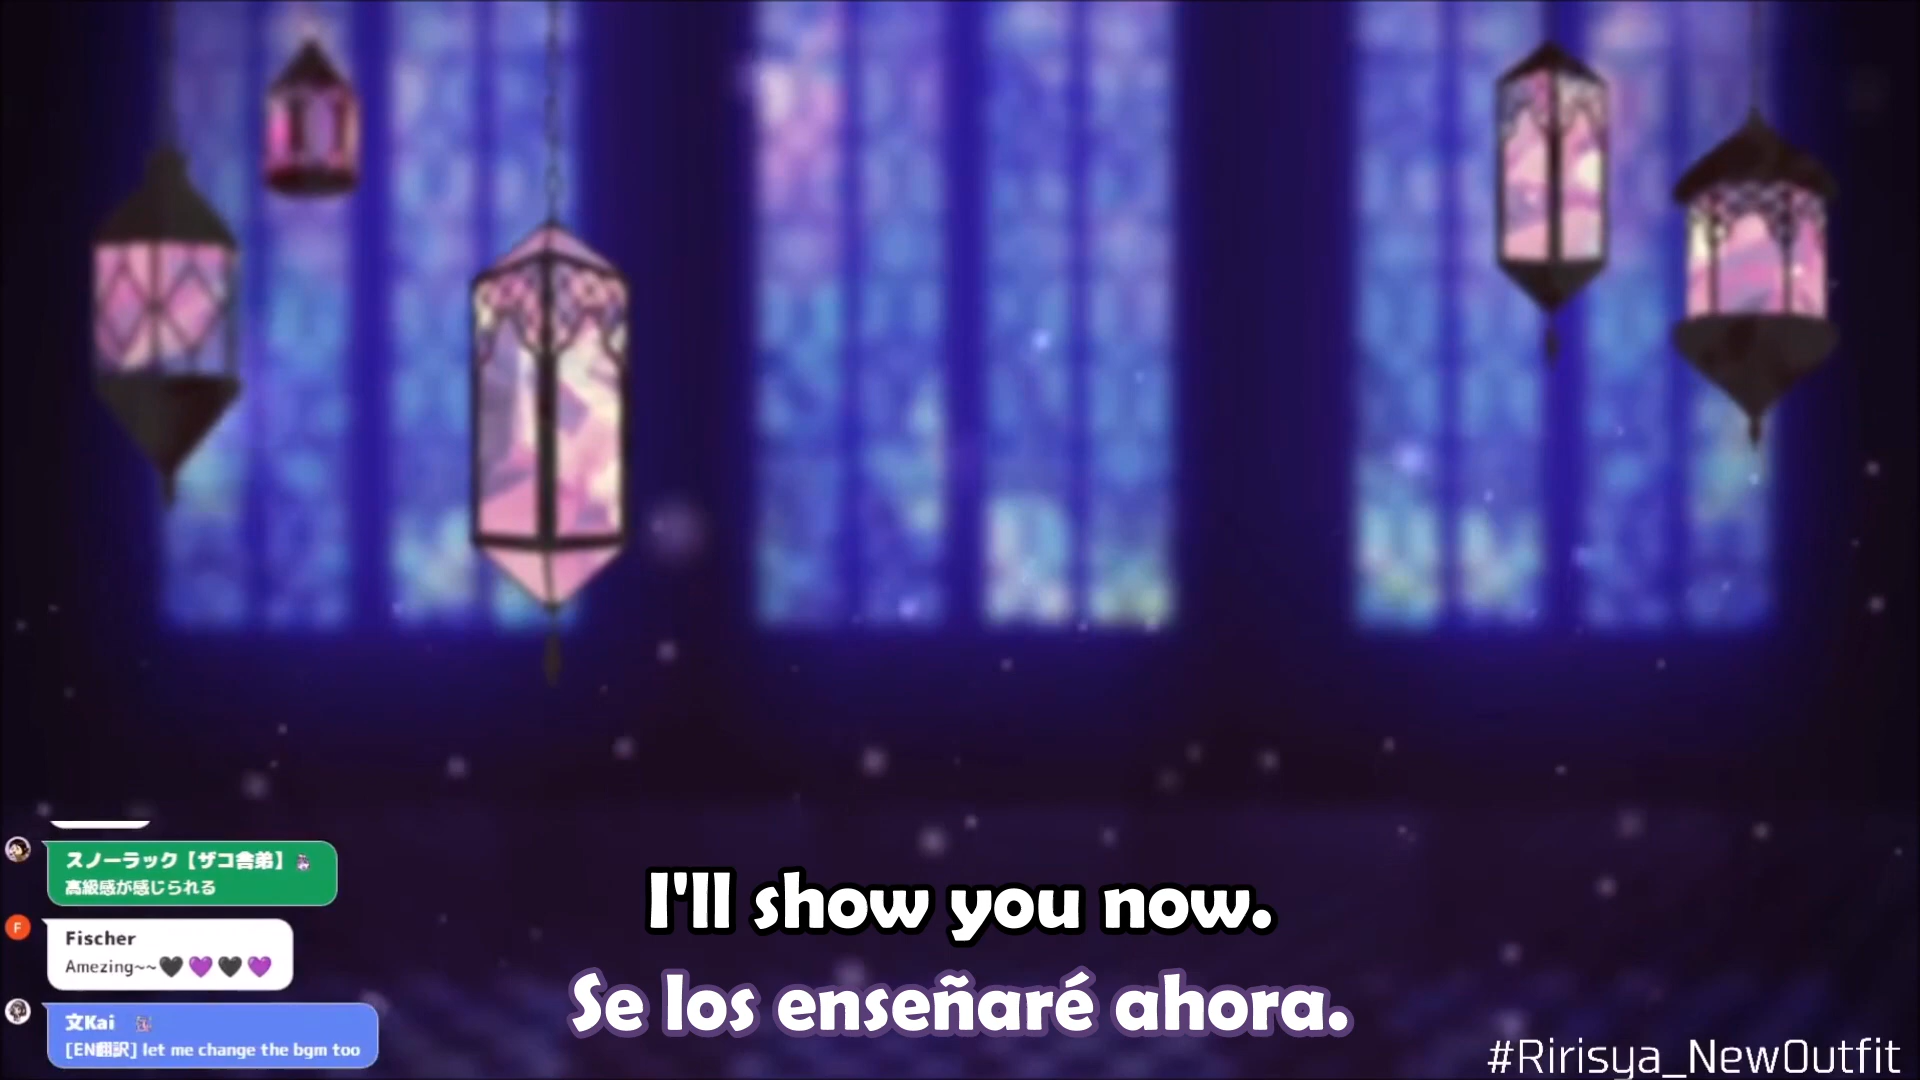 スノーラック【ザコ舎弟】
高級感が感じられる
F
Fischer
Amezing~~🖤💜🖤💜
文Kai
[EN翻訳] let me change the bgm too
I'll show you now.
Se los enseñaré ahora.
#Ririsya_NewOutfit